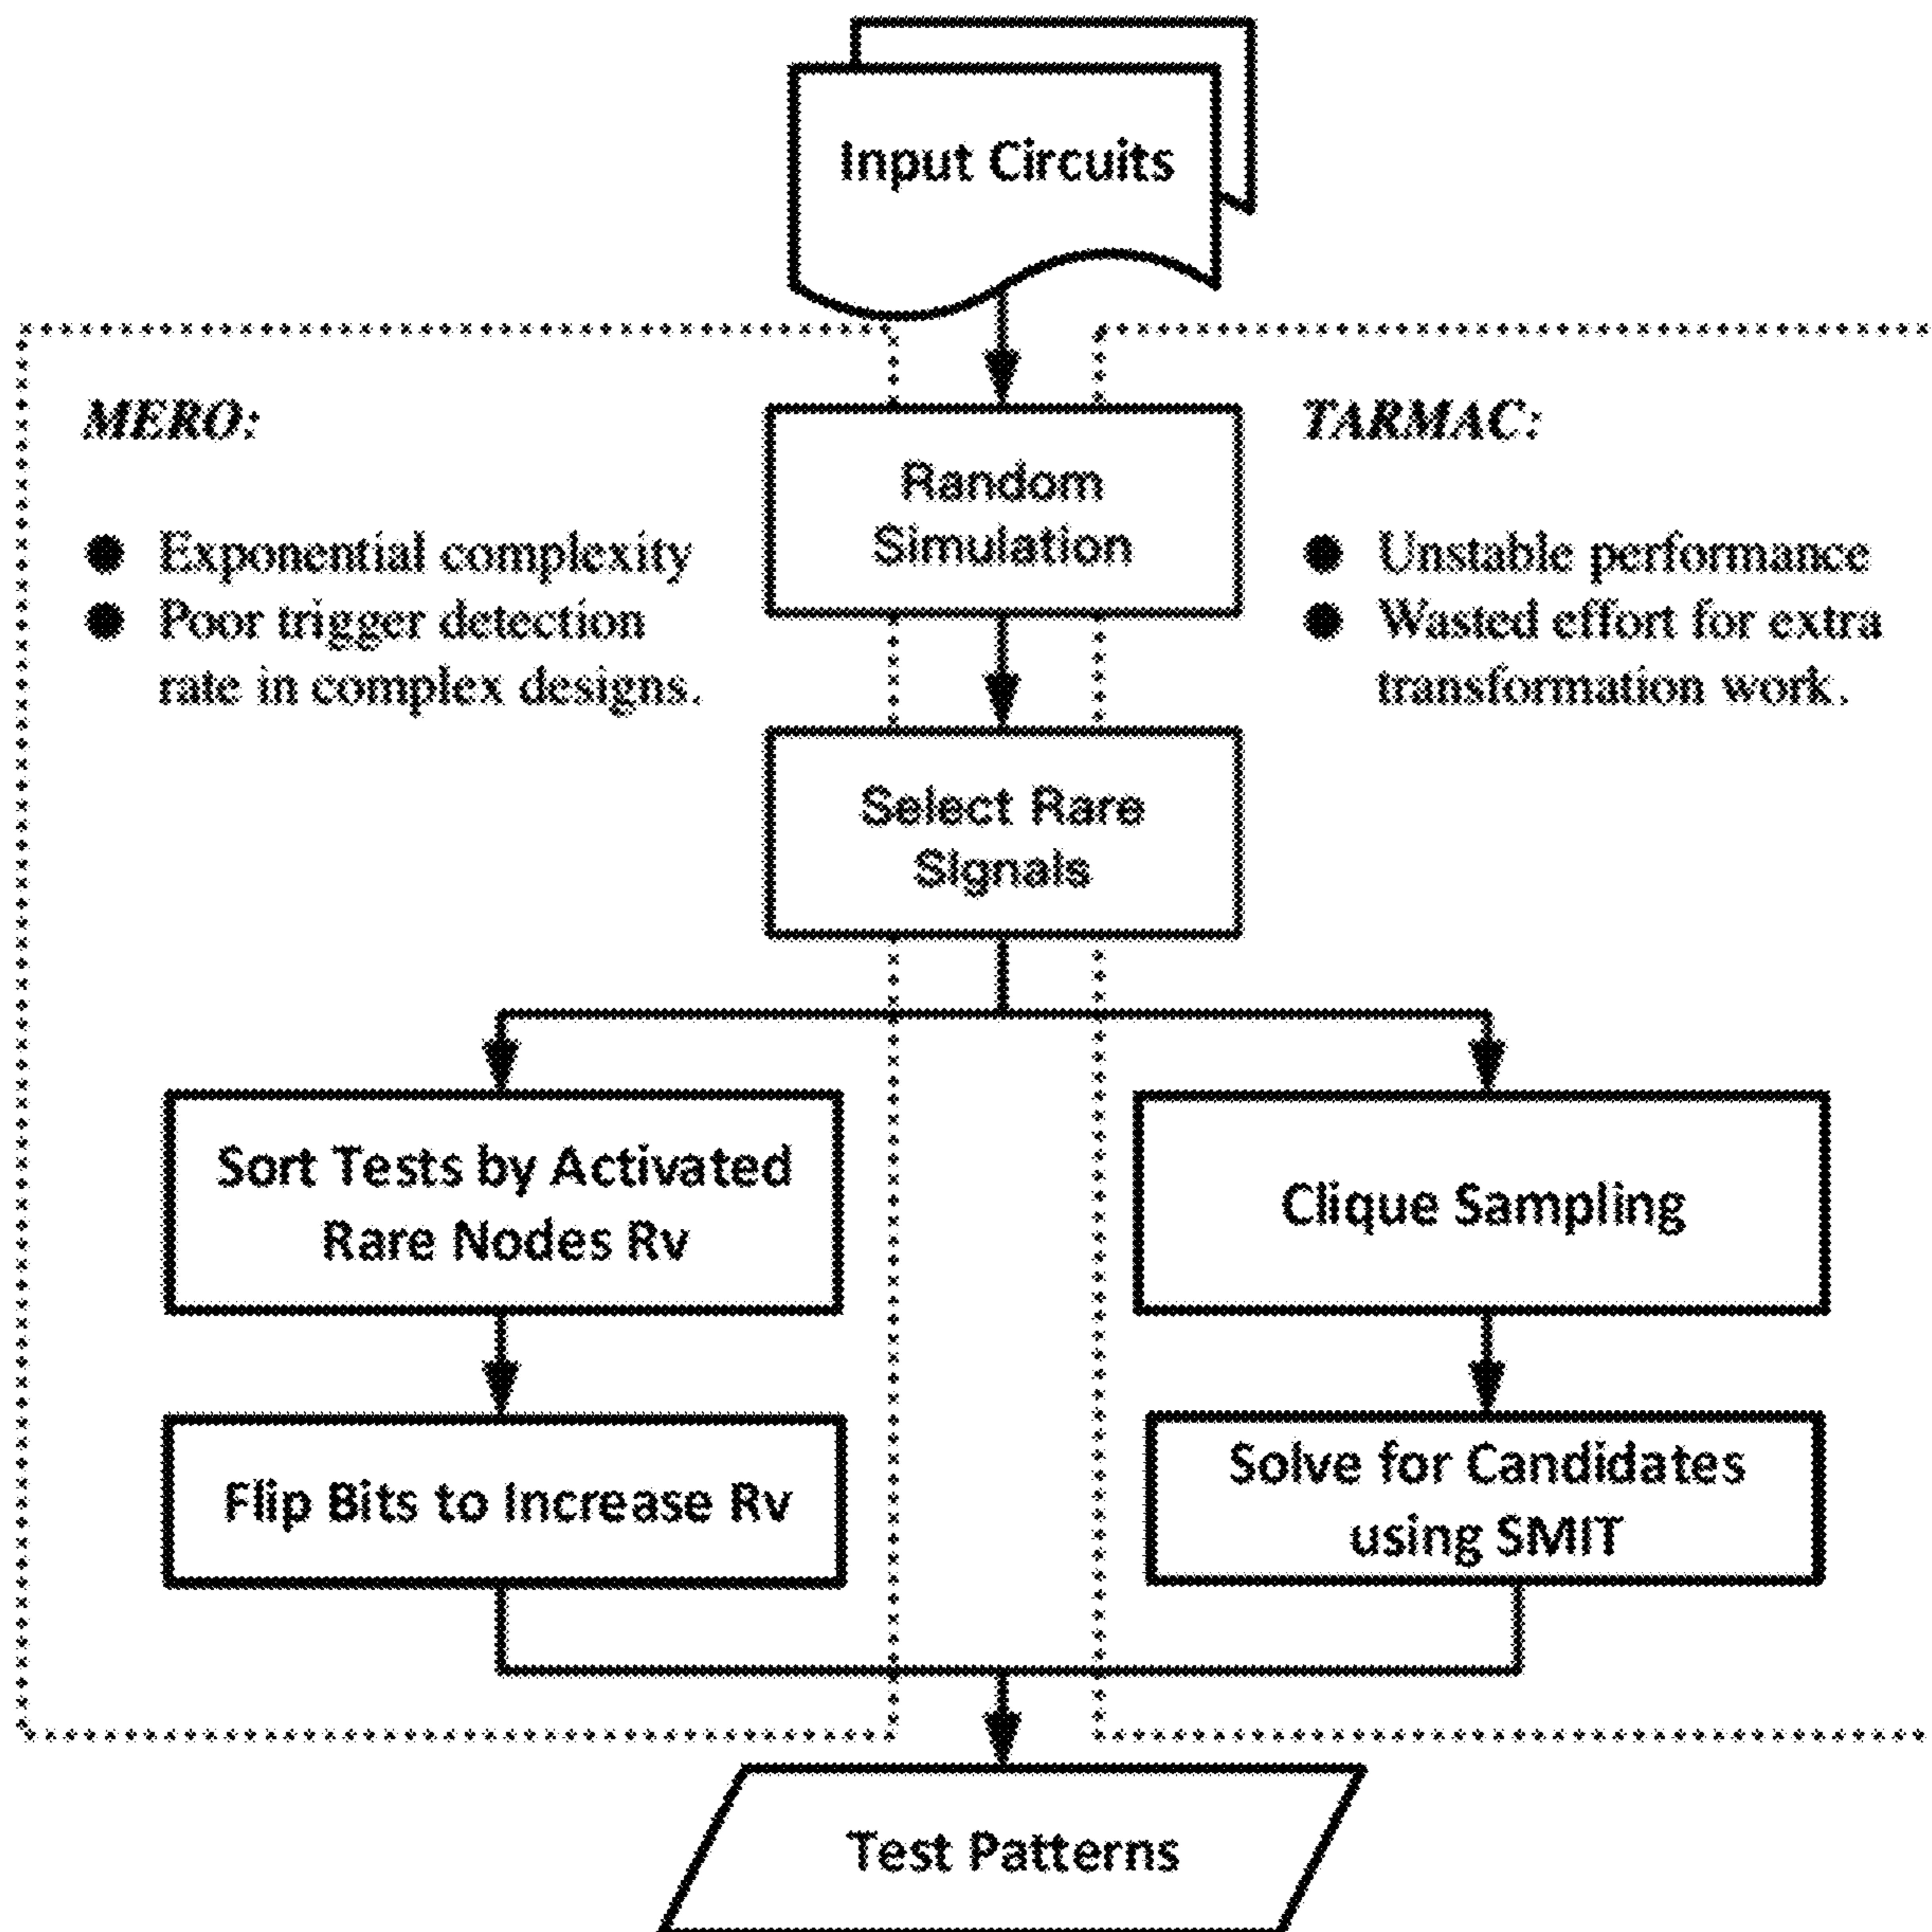 Input Circuits
MERO:
● Exponential complexity
● Poor trigger detection
rate in complex designs.
Random
Simulation
TARMAC:
● Unstable performance
● Wasted effort for extra
transformation work.
Select Rare
Signals
Sort Tests by Activated
Rare Nodes Rv
Clique Sampling
Flip Bits to Increase Rv
Solve for Candidates
using SMIT
Test Patterns